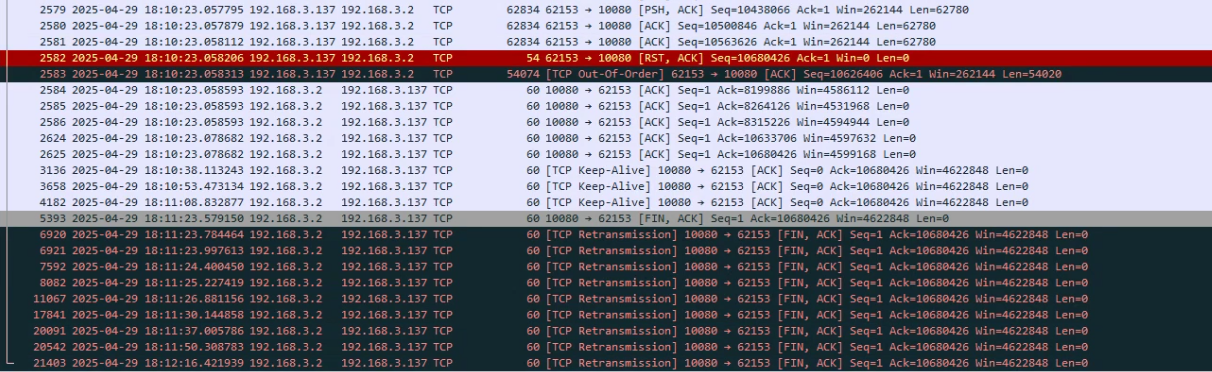 2579 2025-04-29 18:10:23.057795 192.168.3.137 192.168.3.2 TCP 62834 62153 → 10080 [PSH, ACK] Seq=10438066 Ack=1 Win=262144 Len=62780
2580 2025-04-29 18:10:23.057879 192.168.3.137 192.168.3.2 TCP 62834 62153 → 10080 [ACK] Seq=10500846 Ack=1 Win=262144 Len=62780
2581 2025-04-29 18:10:23.058112 192.168.3.137 192.168.3.2 TCP 62834 62153 → 10080 [ACK] Seq=10563626 Ack=1 Win=262144 Len=62780
2582 2025-04-29 18:10:23.058206 192.168.3.137 192.168.3.2 TCP 54 62153 → 10080 [RST, ACK] Seq=10680426 Ack=1 Win=0 Len=0
2583 2025-04-29 18:10:23.058313 192.168.3.137 192.168.3.2 TCP 54074 [TCP Out-Of-Order] 62153 → 10080 [ACK] Seq=10626406 Ack=1 Win=262144 Len=54020
2584 2025-04-29 18:10:23.058593 192.168.3.2 192.168.3.137 TCP 60 10080 → 62153 [ACK] Seq=1 Ack=8199886 Win=4586112 Len=0
2585 2025-04-29 18:10:23.058593 192.168.3.2 192.168.3.137 TCP 60 10080 → 62153 [ACK] Seq=1 Ack=8264126 Win=4531968 Len=0
2586 2025-04-29 18:10:23.058593 192.168.3.2 192.168.3.137 TCP 60 10080 → 62153 [ACK] Seq=1 Ack=8315226 Win=4594944 Len=0
2624 2025-04-29 18:10:23.078682 192.168.3.2 192.168.3.137 TCP 60 10080 → 62153 [ACK] Seq=1 Ack=10633706 Win=4597632 Len=0
2625 2025-04-29 18:10:23.078682 192.168.3.2 192.168.3.137 TCP 60 10080 → 62153 [ACK] Seq=1 Ack=10680426 Win=4599168 Len=0
3136 2025-04-29 18:10:38.113243 192.168.3.2 192.168.3.137 TCP 60 [TCP Keep-Alive] 10080 → 62153 [ACK] Seq=0 Ack=10680426 Win=4622848 Len=0
3658 2025-04-29 18:10:53.473134 192.168.3.2 192.168.3.137 TCP 60 [TCP Keep-Alive] 10080 → 62153 [ACK] Seq=0 Ack=10680426 Win=4622848 Len=0
4182 2025-04-29 18:11:08.832877 192.168.3.2 192.168.3.137 TCP 60 [TCP Keep-Alive] 10080 → 62153 [ACK] Seq=0 Ack=10680426 Win=4622848 Len=0
5393 2025-04-29 18:11:23.579150 192.168.3.2 192.168.3.137 TCP 60 10080 → 62153 [FIN, ACK] Seq=1 Ack=10680426 Win=4622848 Len=0
6920 2025-04-29 18:11:23.784464 192.168.3.2 192.168.3.137 TCP 60 [TCP Retransmission] 10080 → 62153 [FIN, ACK] Seq=1 Ack=10680426 Win=4622848 Len=0
6921 2025-04-29 18:11:23.997613 192.168.3.2 192.168.3.137 TCP 60 [TCP Retransmission] 10080 → 62153 [FIN, ACK] Seq=1 Ack=10680426 Win=4622848 Len=0
7592 2025-04-29 18:11:24.400450 192.168.3.2 192.168.3.137 TCP 60 [TCP Retransmission] 10080 → 62153 [FIN, ACK] Seq=1 Ack=10680426 Win=4622848 Len=0
8082 2025-04-29 18:11:25.227419 192.168.3.2 192.168.3.137 TCP 60 [TCP Retransmission] 10080 → 62153 [FIN, ACK] Seq=1 Ack=10680426 Win=4622848 Len=0
11067 2025-04-29 18:11:26.881156 192.168.3.2 192.168.3.137 TCP 60 [TCP Retransmission] 10080 → 62153 [FIN, ACK] Seq=1 Ack=10680426 Win=4622848 Len=0
17841 2025-04-29 18:11:30.144858 192.168.3.2 192.168.3.137 TCP 60 [TCP Retransmission] 10080 → 62153 [FIN, ACK] Seq=1 Ack=10680426 Win=4622848 Len=0
20091 2025-04-29 18:11:37.005786 192.168.3.2 192.168.3.137 TCP 60 [TCP Retransmission] 10080 → 62153 [FIN, ACK] Seq=1 Ack=10680426 Win=4622848 Len=0
20542 2025-04-29 18:11:50.308783 192.168.3.2 192.168.3.137 TCP 60 [TCP Retransmission] 10080 → 62153 [FIN, ACK] Seq=1 Ack=10680426 Win=4622848 Len=0
21403 2025-04-29 18:12:16.421939 192.168.3.2 192.168.3.137 TCP 60 [TCP Retransmission] 10080 → 62153 [FIN, ACK] Seq=1 Ack=10680426 Win=4622848 Len=0